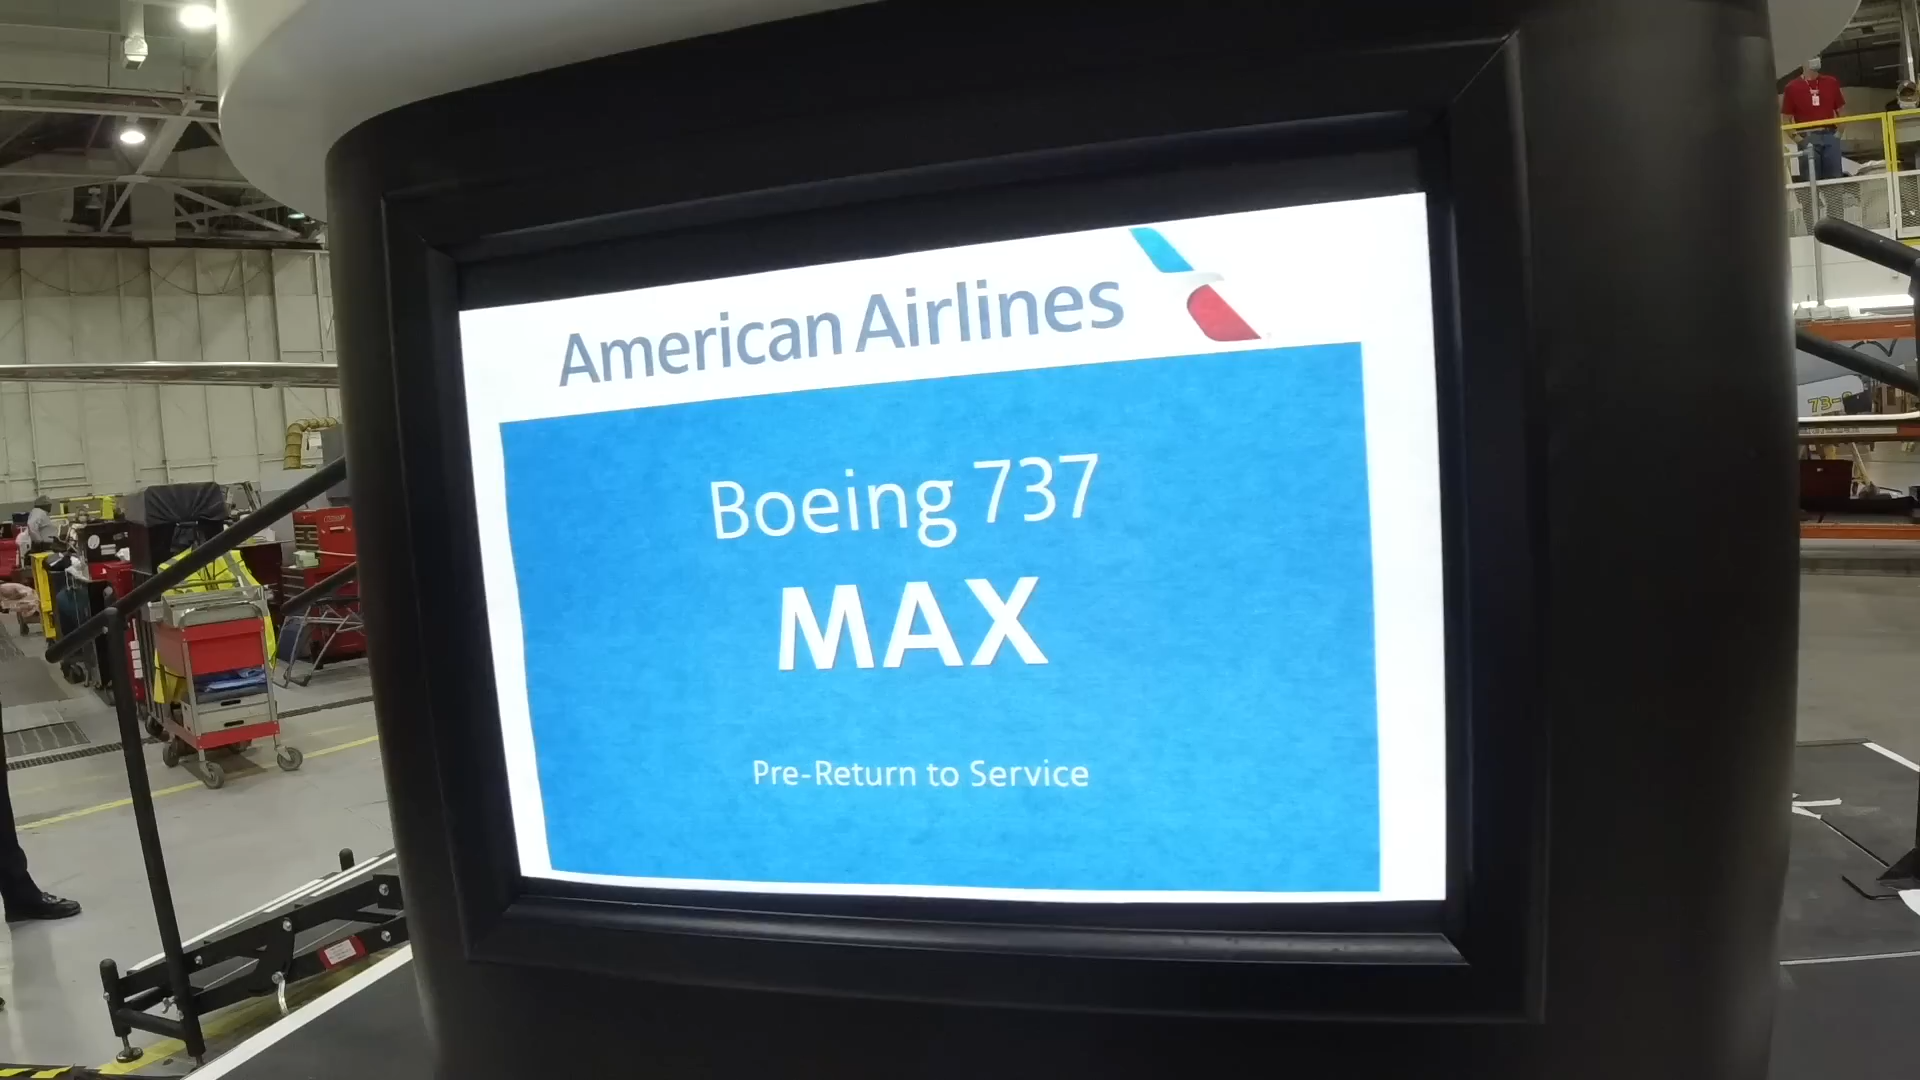 American Airlines
Boeing 737
MAX
Pre-Return to Service